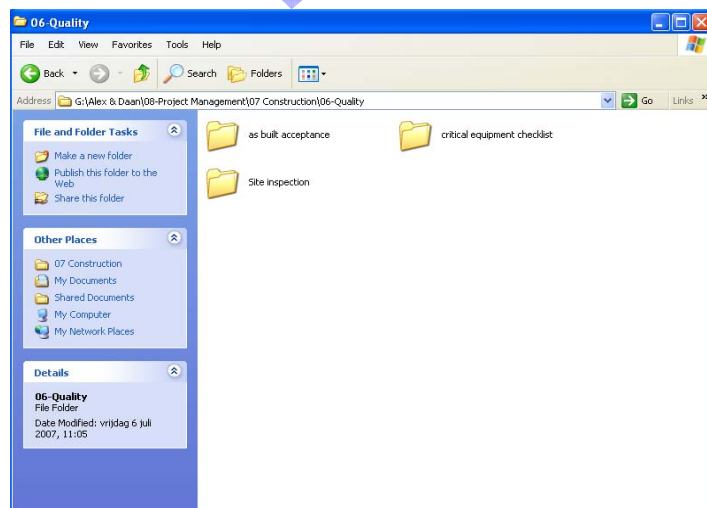 06-Quality
File Edit View Favorites Tools Help
Back Search Folders
Address G:\Alex & Daan\08-Project Management\07 Construction\06-Quality Go Links »
File and Folder Tasks
Make a new folder
Publish this folder to the
Web
Share this folder
Other Places
07 Construction
My Documents
Shared Documents
My Computer
My Network Places
Details
06-Quality
File Folder
Date Modified: vrijdag 6 juli
2007, 11:05
as built acceptance
critical equipment checklist
Site inspection